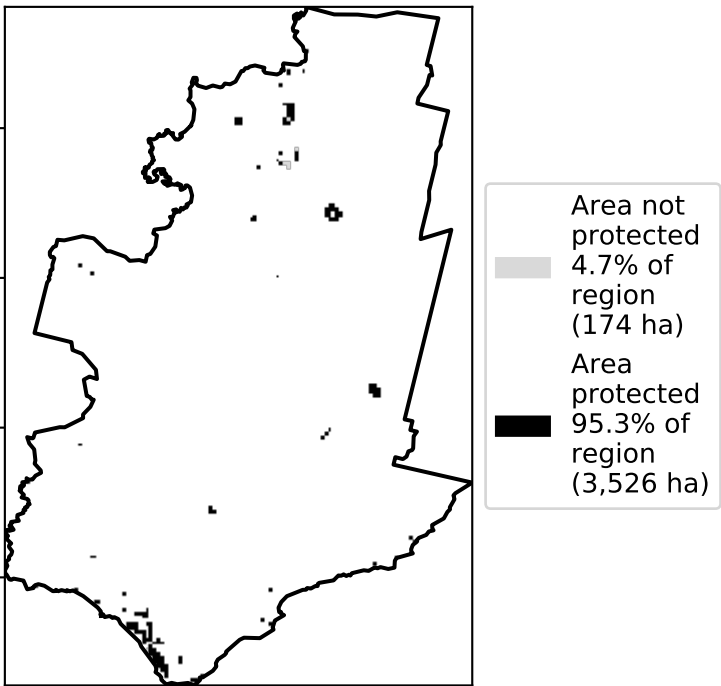 Area not
protected
4.7% of
region
(174 ha)
Area
protected
95.3% of
region
(3,526 ha)